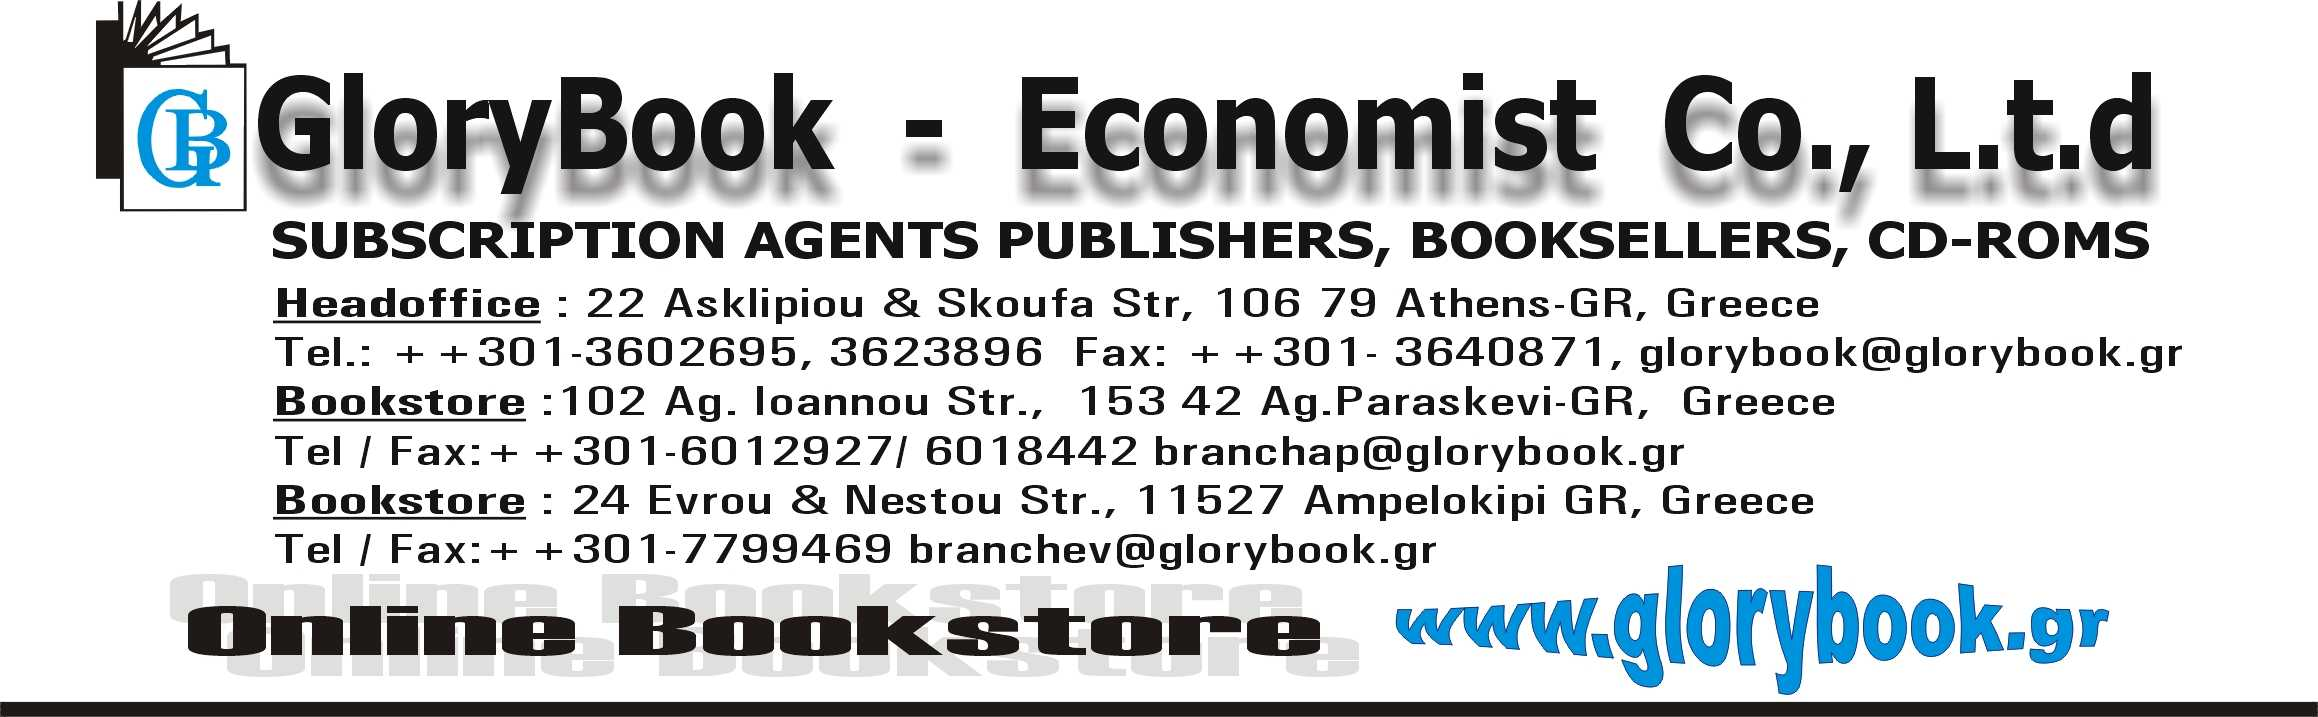 GBI
GloryBook - Economist Co., L.t.d
SUBSCRIPTION AGENTS PUBLISHERS, BOOKSELLERS, CD-ROMS
Headoffice : 22 Asklipiou & Skoufa Str, 106 79 Athens-GR, Greece
Tel.: ++301-3602695, 3623896 Fax: ++301- 3640871, glorybook@glorybook.gr
Bookstore :102 Ag. Ioannou Str., 153 42 Ag.Paraskevi-GR, Greece
Tel / Fax:++301-6012927/ 6018442 branchap@glorybook.gr
Bookstore : 24 Evrou & Nestou Str., 11527 Ampelokipi GR, Greece
Tel / Fax:++301-7799469 branchev@glorybook.gr
Online Bookstore www.glorybook.gr